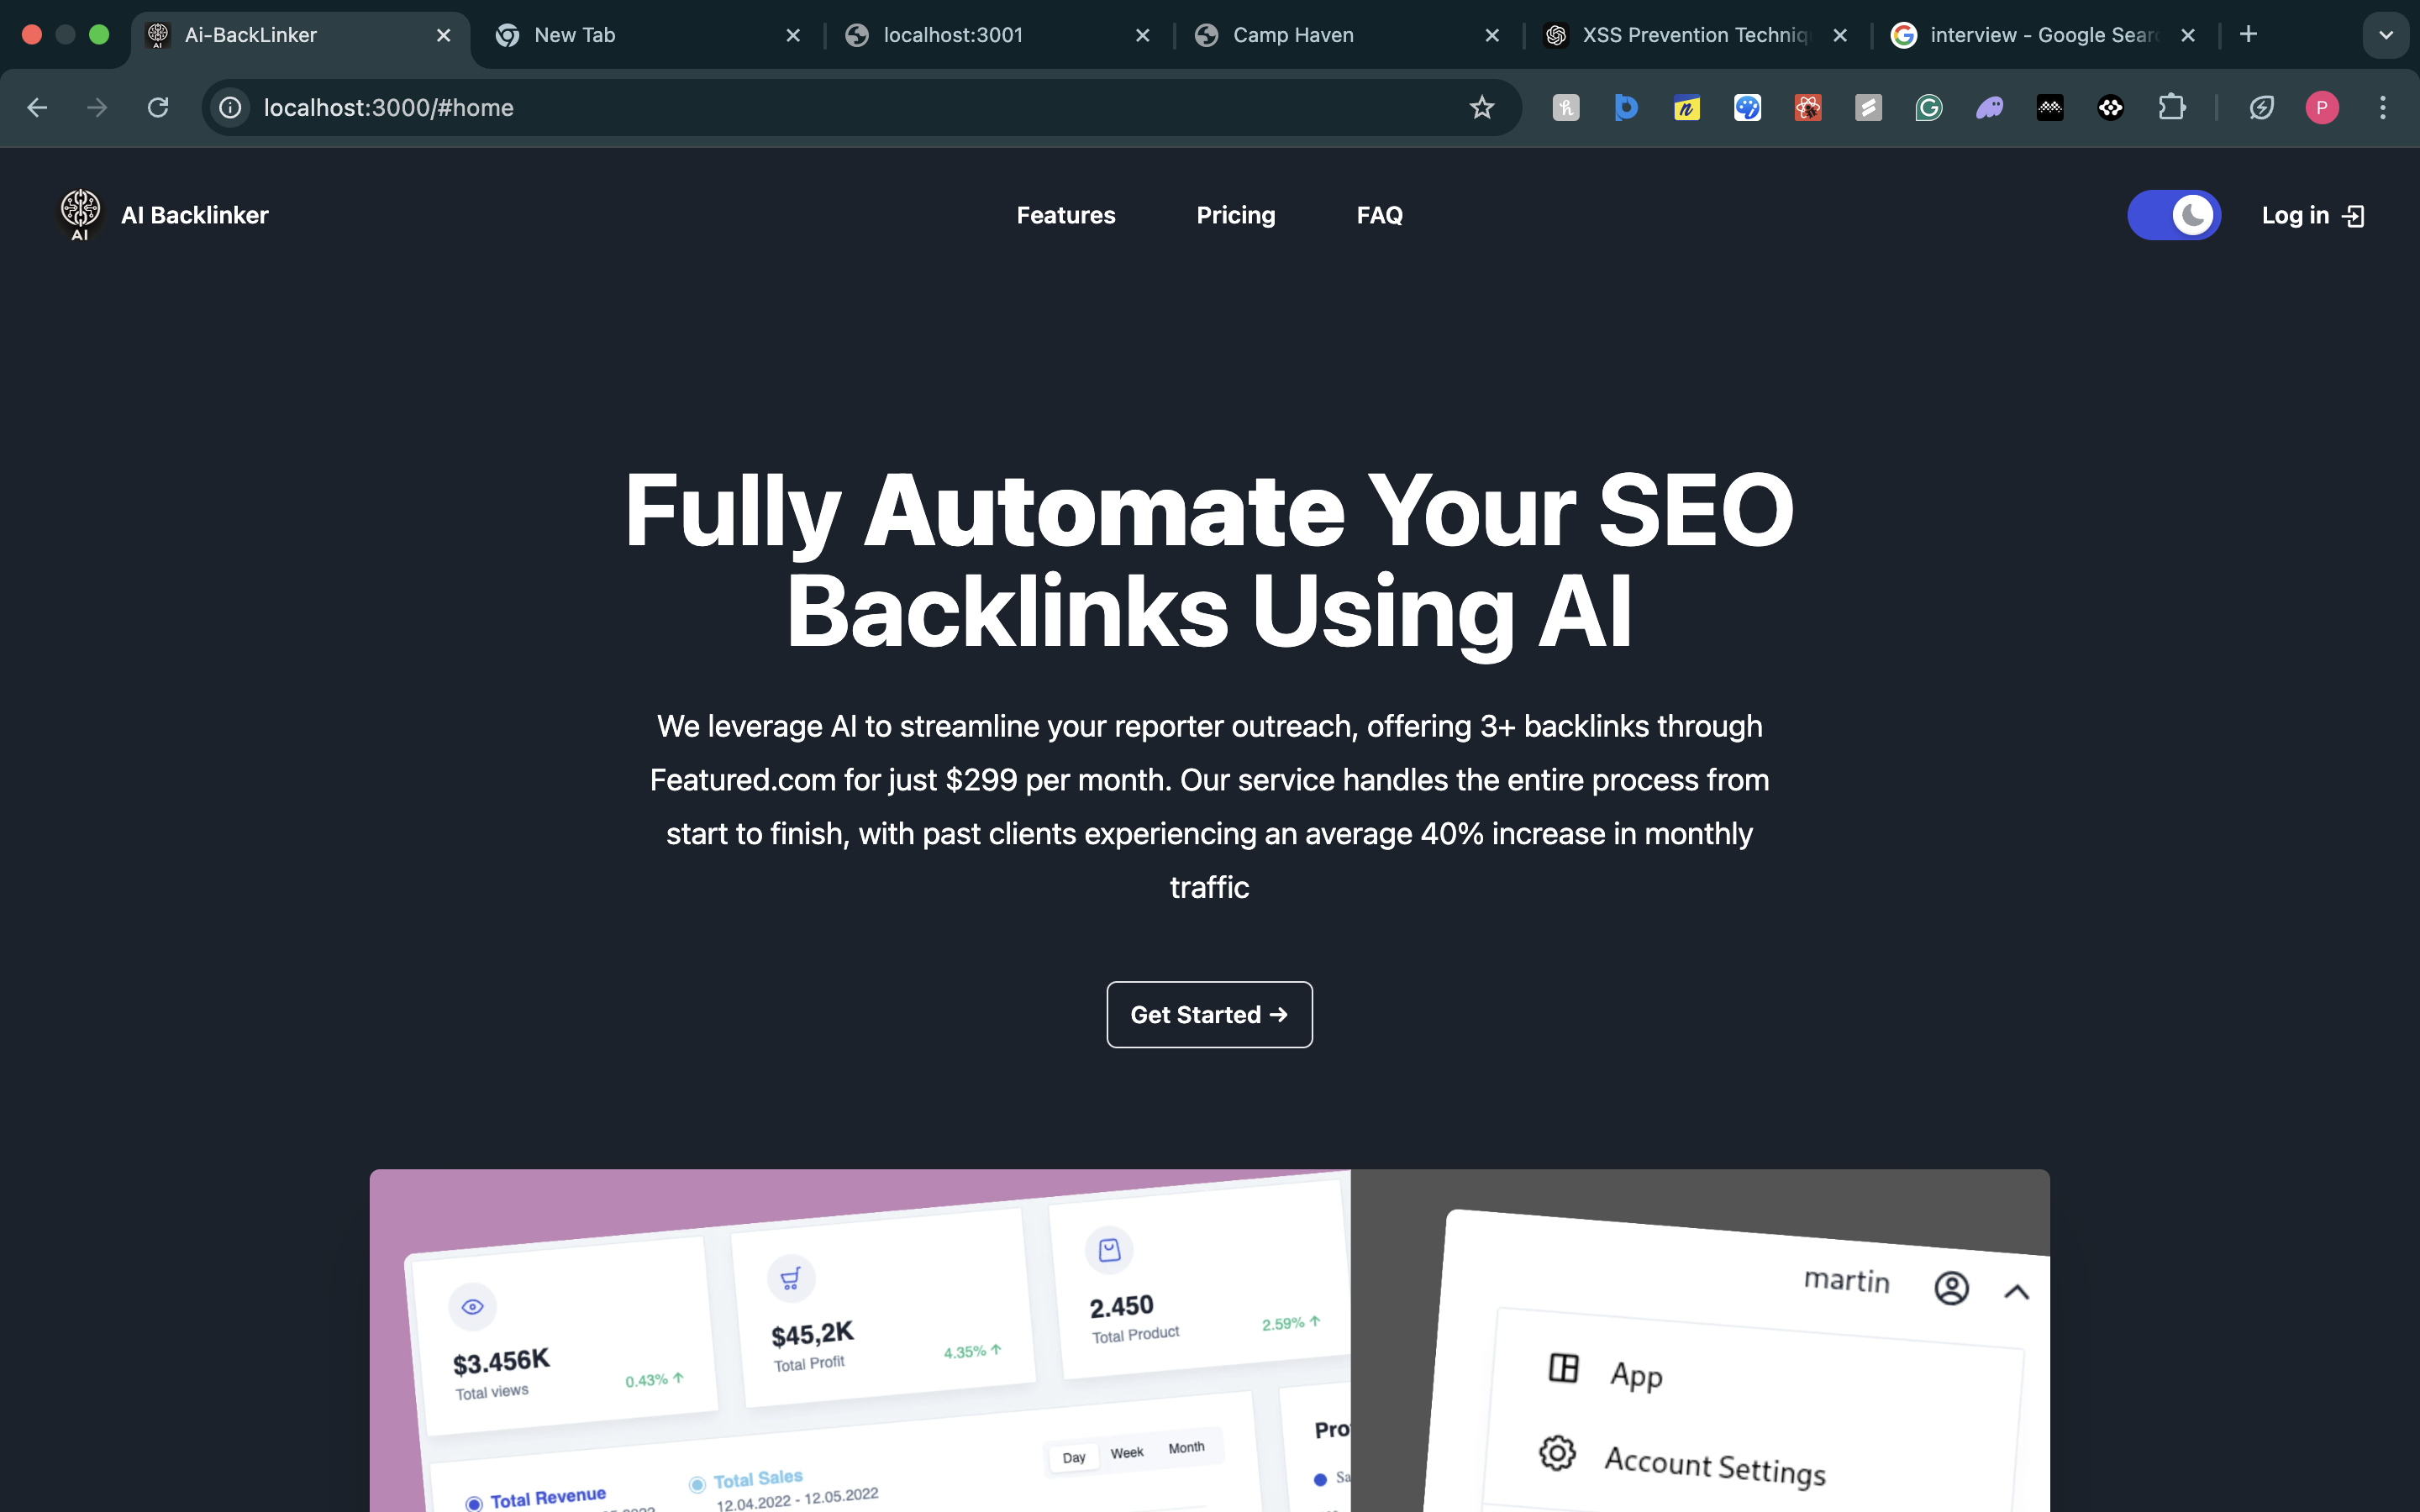 Ai-BackLinker
New Tab
localhost:3001
Camp Haven
XSS Prevention Techniq
interview - Google Sear
localhost:3000/#home
P
AI
AI Backlinker
Features
Pricing
FAQ
Log in
Fully Automate Your SEO
Backlinks Using AI
We leverage AI to streamline your reporter outreach, offering 3+ backlinks through
Featured.com for just $299 per month. Our service handles the entire process from
start to finish, with past clients experiencing an average 40% increase in monthly
traffic
Get Started →
$3.456K
Total views
0.43% ↑
$45,2K
Total Profit
4.35% ↑
2.450
Total Product
2.59% ↑
Total Revenue
Total Sales
12.04.2022 - 12.05.2022
Day
Week
Month
Pro
Sa
martin
App
Account Settings